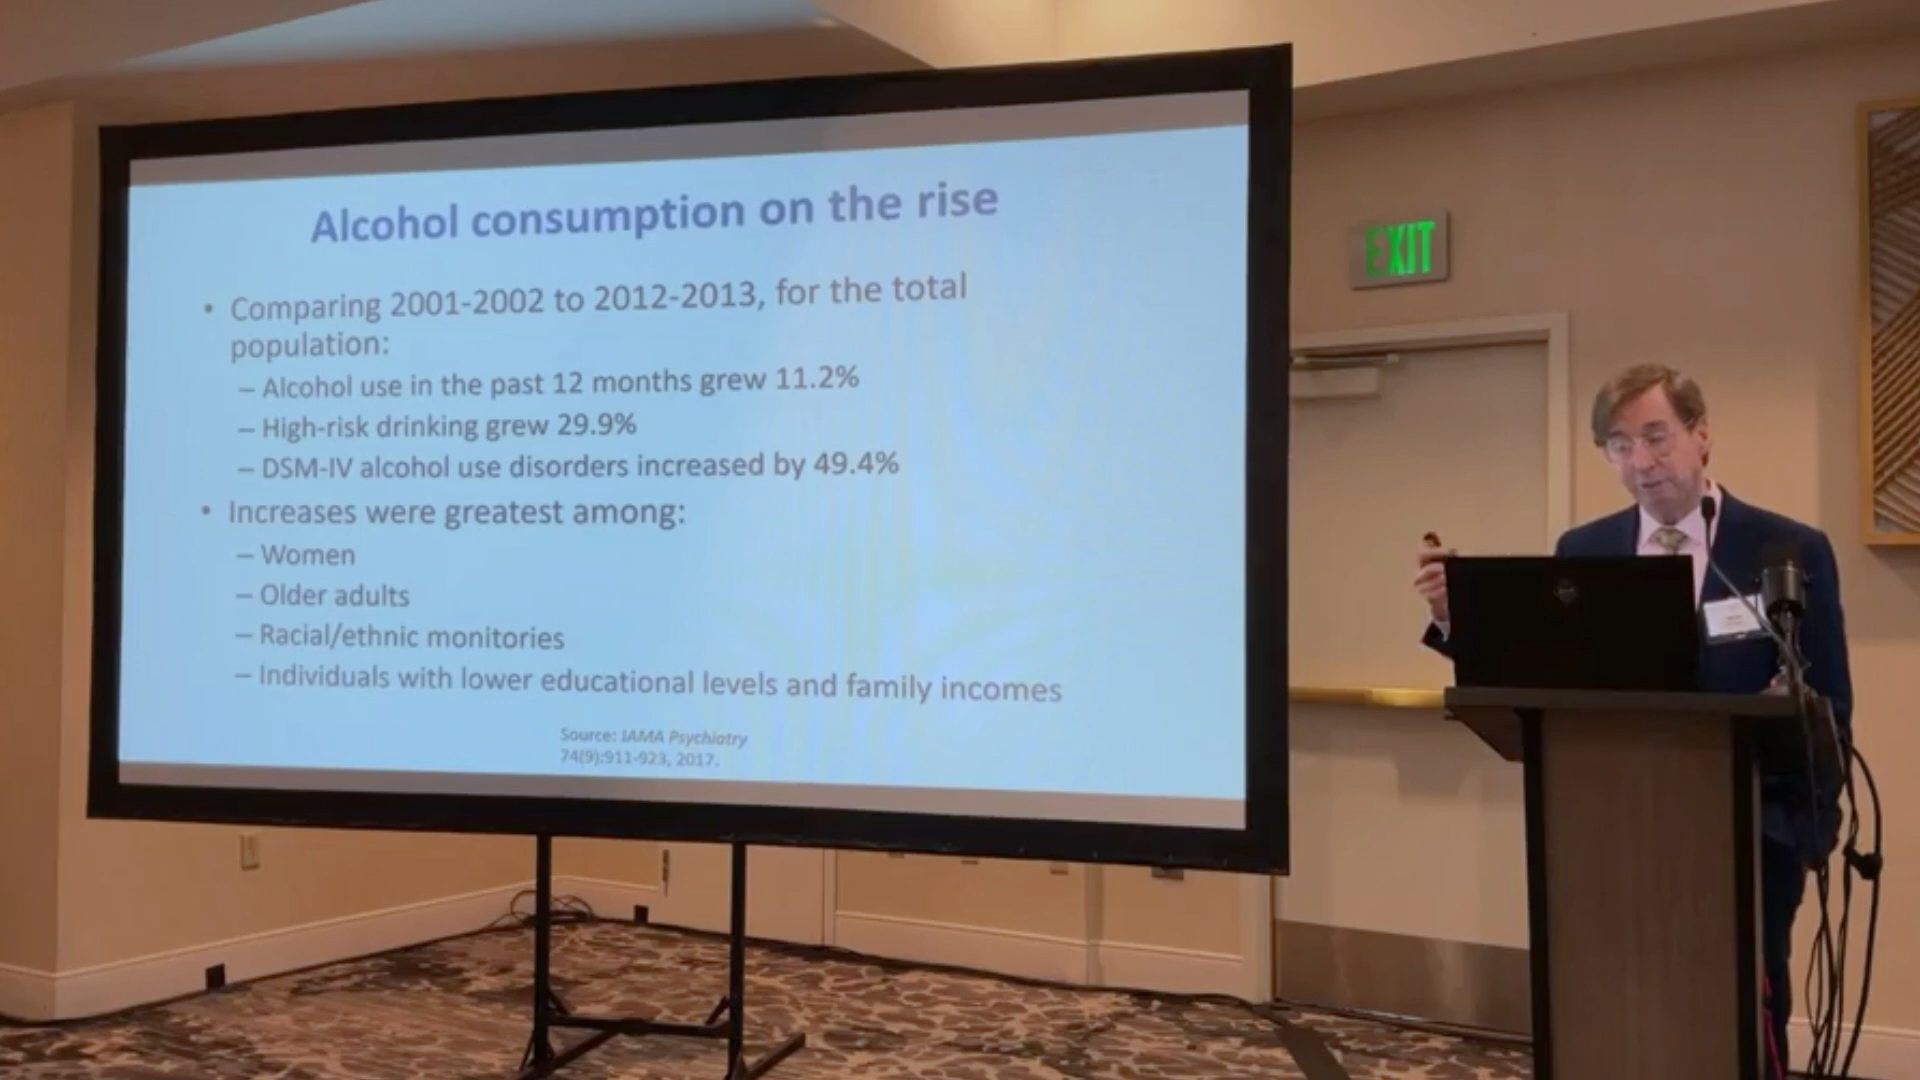 Alcohol consumption on the rise
• Comparing 2001-2002 to 2012-2013, for the total
population:
– Alcohol use in the past 12 months grew 11.2%
– High-risk drinking grew 29.9%
– DSM-IV alcohol use disorders increased by 49.4%
• Increases were greatest among:
– Women
– Older adults
– Racial/ethnic monitories
– Individuals with lower educational levels and family incomes
Source: JAMA Psychiatry
74(9):911-923, 2017.
EXIT